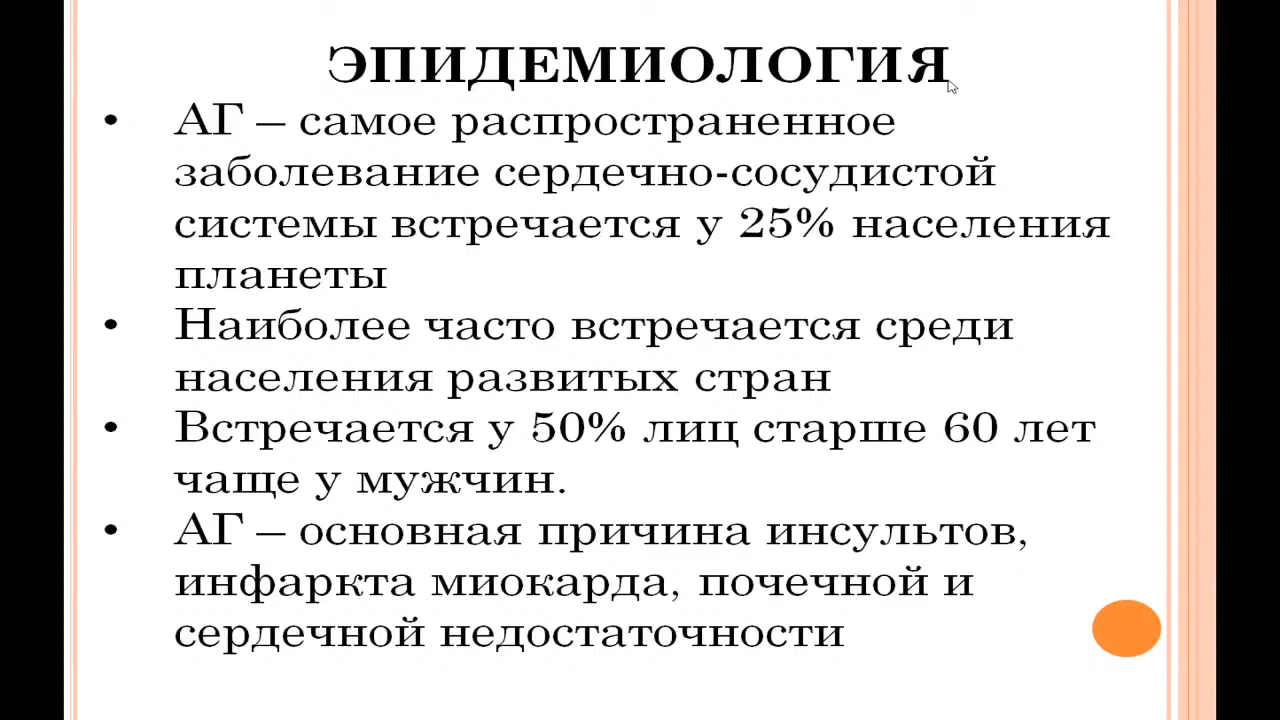 ЭПИДЕМИОЛОГИЯ
• АГ – самое распространенное
заболевание сердечно-сосудистой
системы встречается у 25% населения
планеты
• Наиболее часто встречается среди
населения развитых стран
• Встречается у 50% лиц старше 60 лет
чаще у мужчин.
• АГ – основная причина инсультов,
инфаркта миокарда, почечной и
сердечной недостаточности